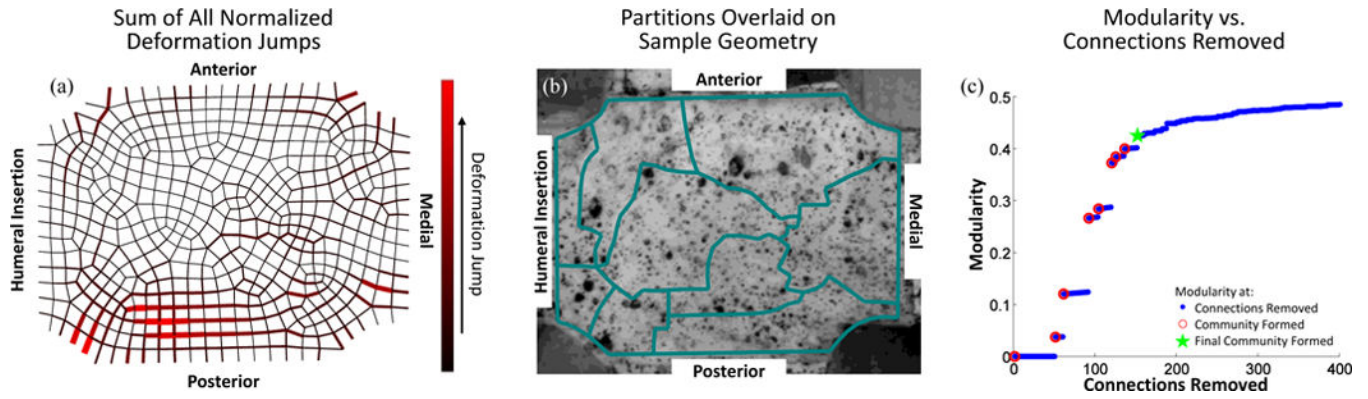 Sum of All Normalized
Deformation Jumps
(a)
Anterior
Humeral Insertion
Medial
Posterior
Deformation Jump
Partitions Overlaid on
Sample Geometry
(b)
Anterior
Humeral Insertion
Medial
Posterior
Modularity vs.
Connections Removed
(c)
0.5
0.4
0.3
0.2
0.1
0
Modularity
Modularity at:
Connections Removed
Community Formed
Final Community Formed
0 100 200 300 400
Connections Removed